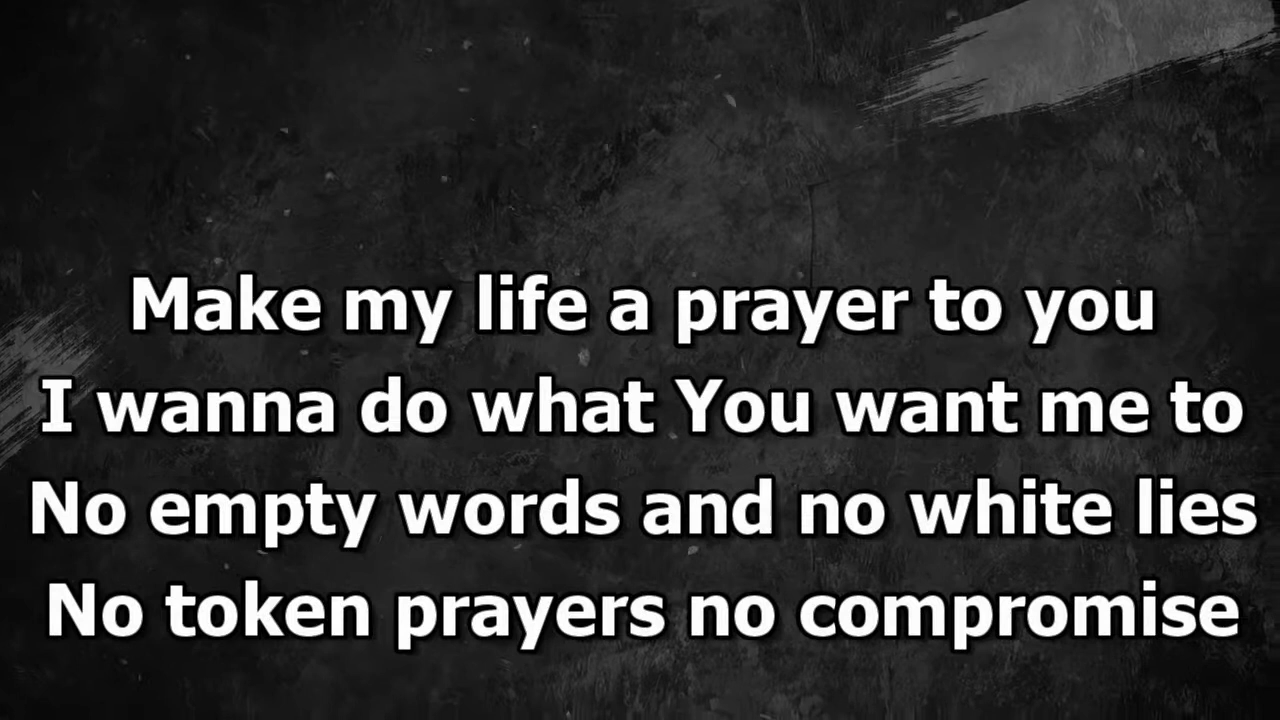 Make my life a prayer to you
I wanna do what You want me to
No empty words and no white lies
No token prayers no compromise